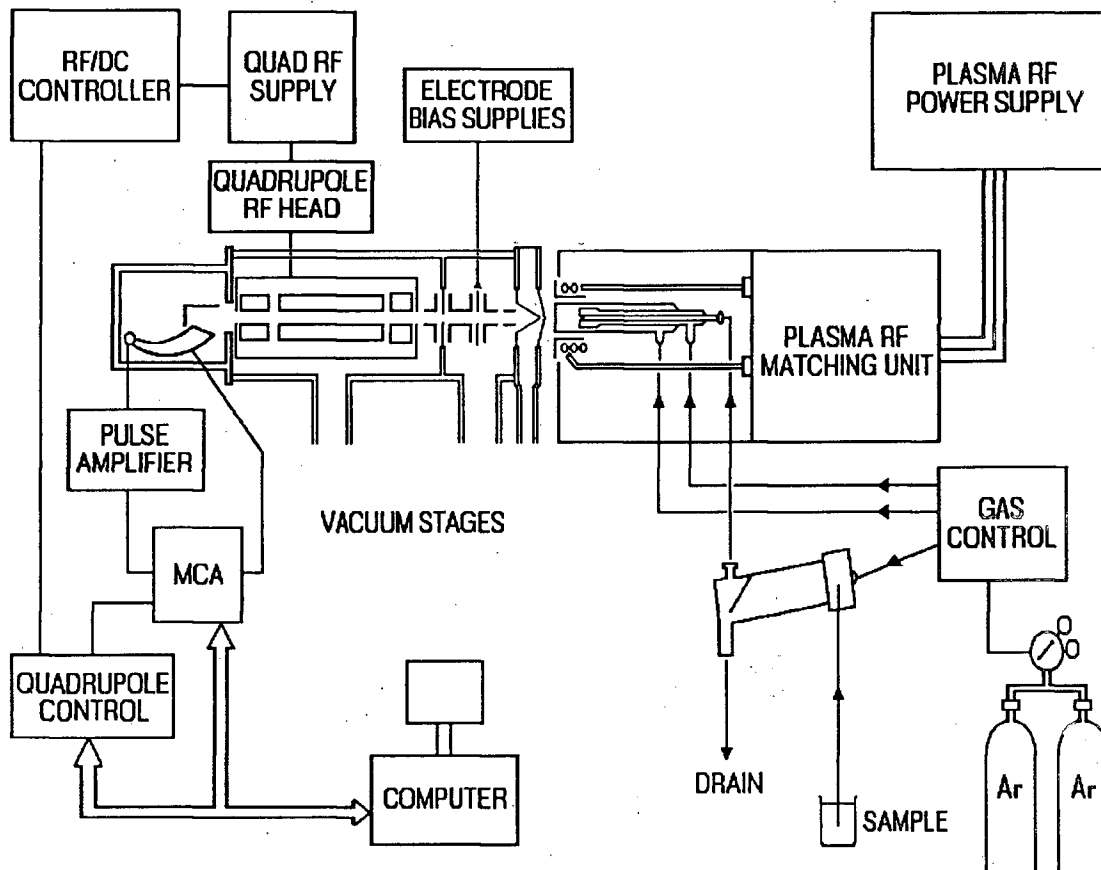 RF/DC
CONTROLLER
QUAD RF
SUPPLY
ELECTRODE
BIAS SUPPLIES
PLASMA RF
POWER SUPPLY
QUADRUPOLE
RF HEAD
PLASMA RF
MATCHING UNIT
PULSE
AMPLIFIER
VACUUM STAGES
GAS
CONTROL
MCA
QUADRUPOLE
CONTROL
COMPUTER
DRAIN
SAMPLE
Ar
Ar